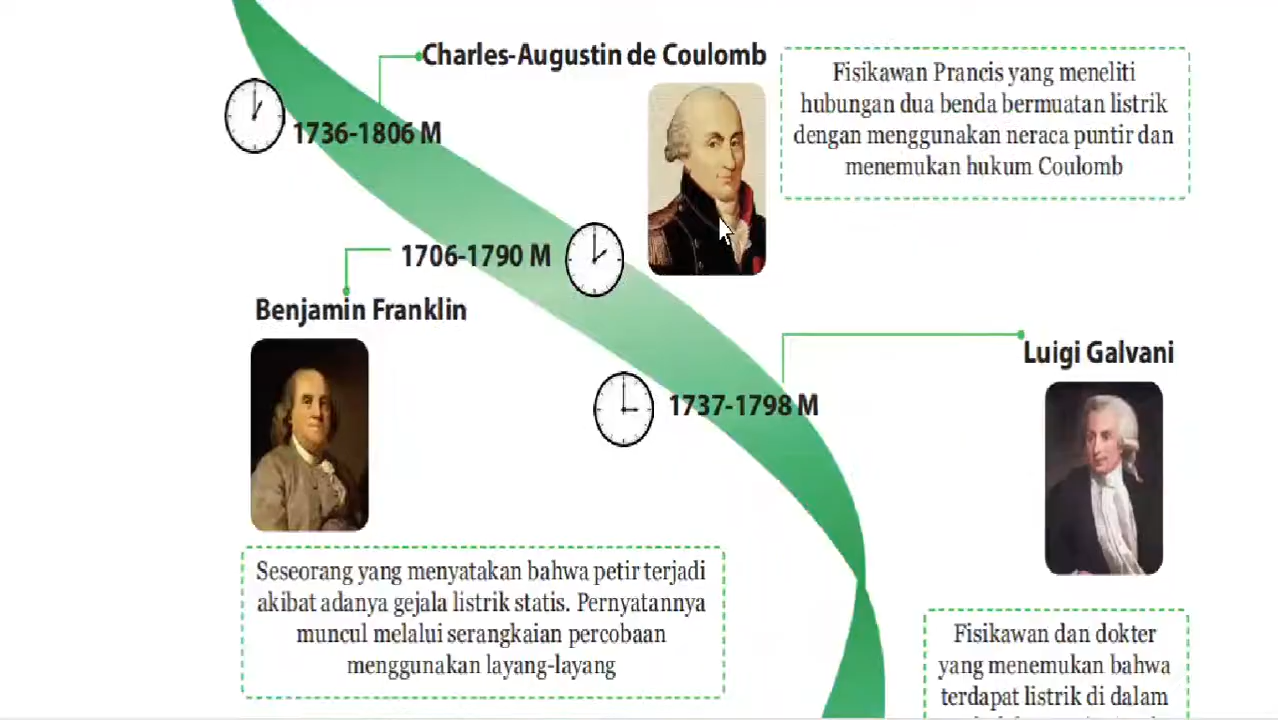 Charles-Augustin de Coulomb
1736-1806 M
Fisikawan Prancis yang meneliti
hubungan dua benda bermuatan listrik
dengan menggunakan neraca puntir dan
menemukan hukum Coulomb
1706-1790 M
Benjamin Franklin
Seseorang yang menyatakan bahwa petir terjadi
akibat adanya gejala listrik statis. Pernyatannya
muncul melalui serangkaian percobaan
menggunakan layang-layang
1737-1798 M
Luigi Galvani
Fisikawan dan dokter
yang menemukan bahwa
terdapat listrik di dalam